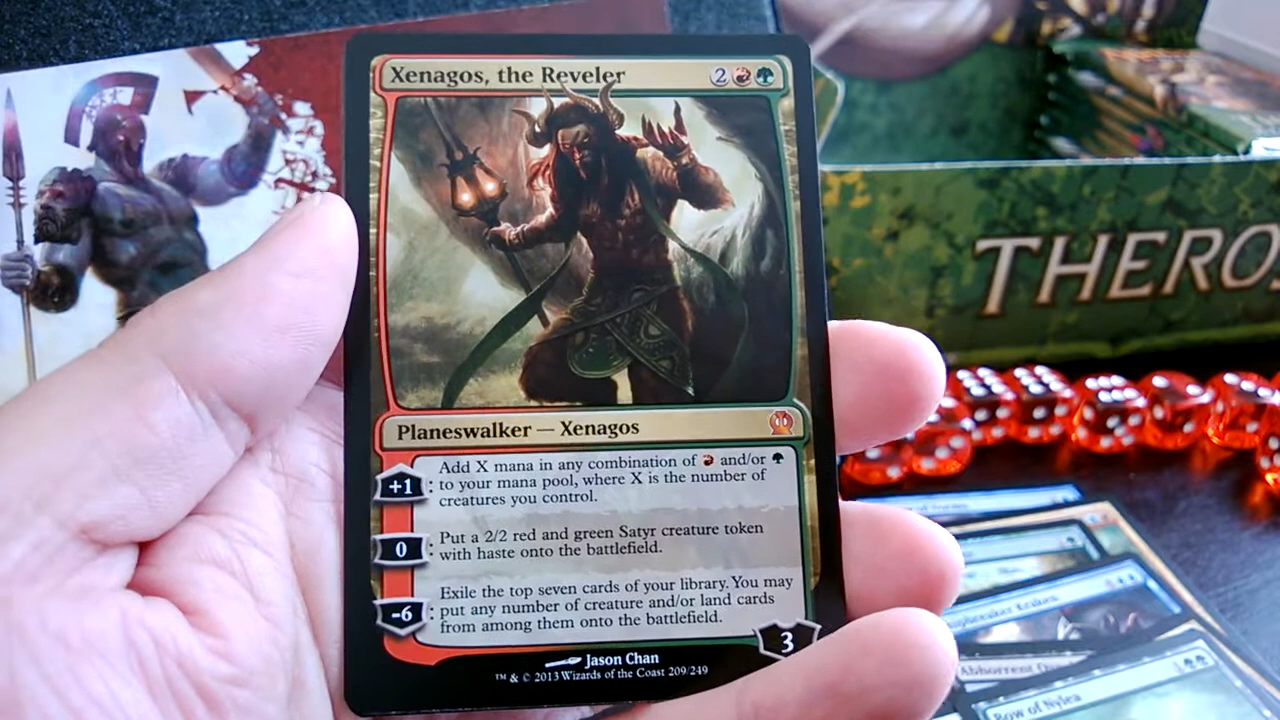 Xenagos, the Reveler 2
Planeswalker — Xenagos
+1: Add X mana in any combination of and/or
to your mana pool, where X is the number of
creatures you control.
0: Put a 2/2 red and green Satyr creature token
with haste onto the battlefield.
-6: Exile the top seven cards of your library. You may
put any number of creature and/or land cards
from among them onto the battlefield.
3
Jason Chan
™ & © 2013 Wizards of the Coast 209/249
THEROS
Kraken
Abhorrent
Bow of Nylea 1